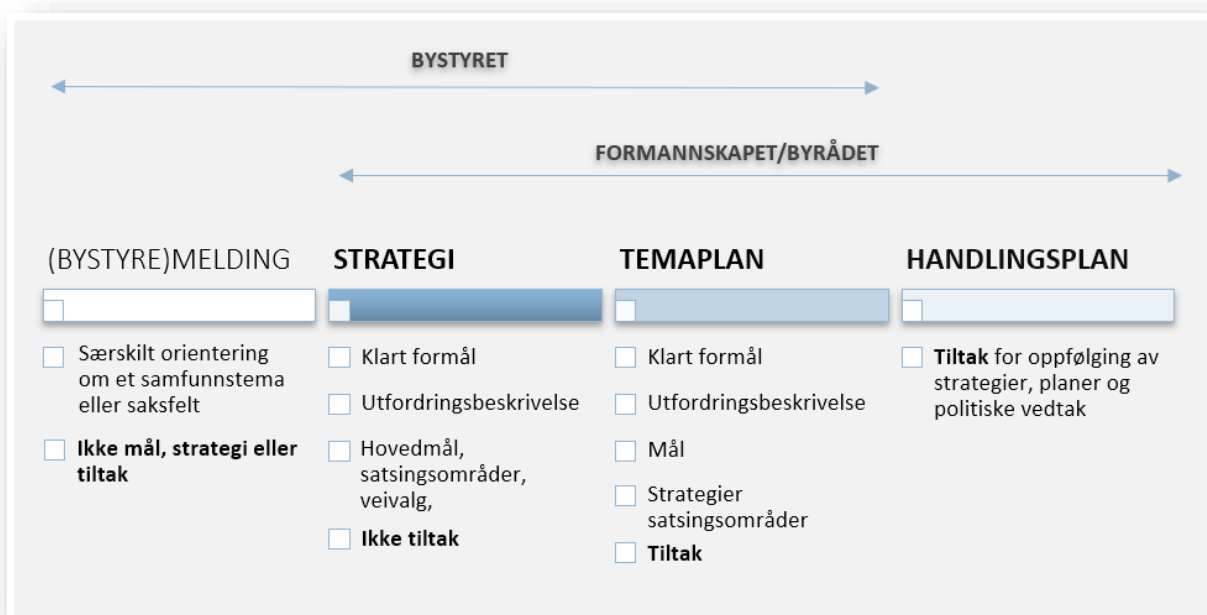 BYSTYRET
FORMANNSKAPET/BYRÅDET
(BYSTYRE)MELDING
Særskilt orientering
om et samfunnstema
eller saksfelt
Ikke mål, strategi eller
tiltak
STRATEGI
Klart formål
Utfordringsbeskrivelse
Hovedmål,
satsingsområder,
veivalg,
Ikke tiltak
TEMAPLAN
Klart formål
Utfordringsbeskrivelse
Mål
Strategier
satsingsområder
Tiltak
HANDLINGSPLAN
Tiltak for oppfølging av
strategier, planer og
politiske vedtak